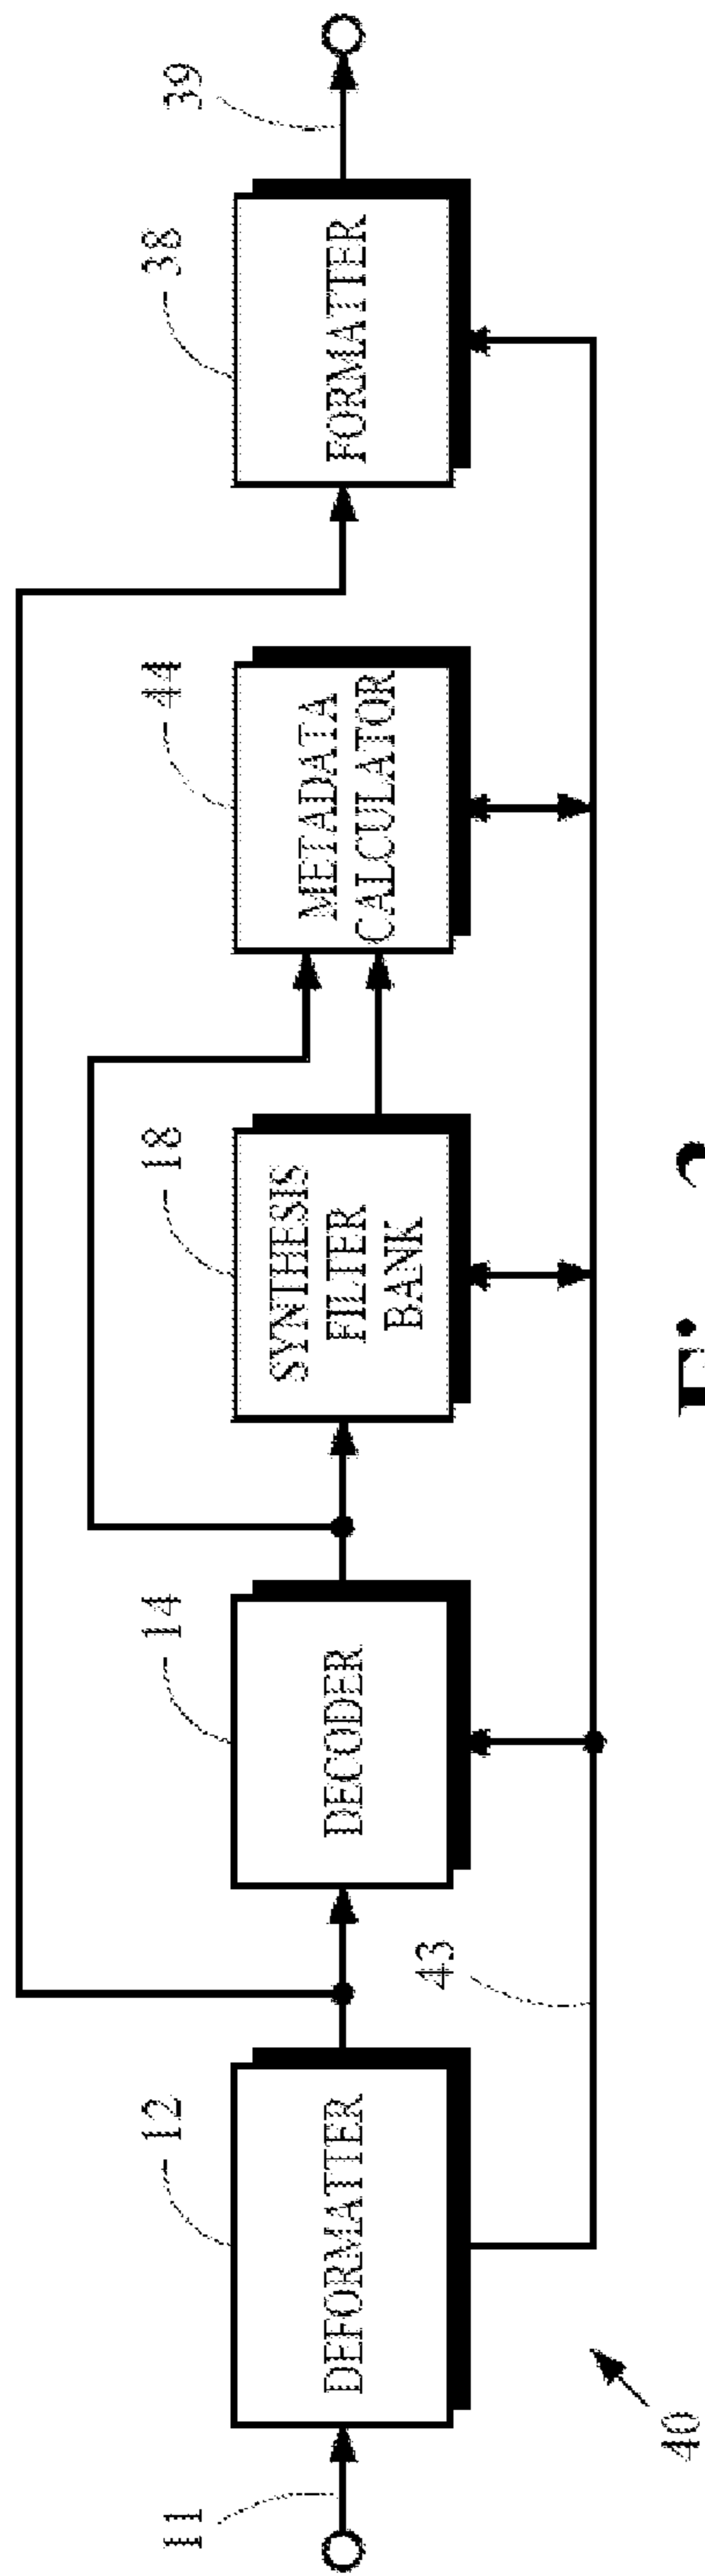 11
12
DEFORMATTER
14
DECODER
18
SYNTHESIS
FILTER
BANK
44
METADATA
CALCULATOR
38
FORMATTER
39
43
40